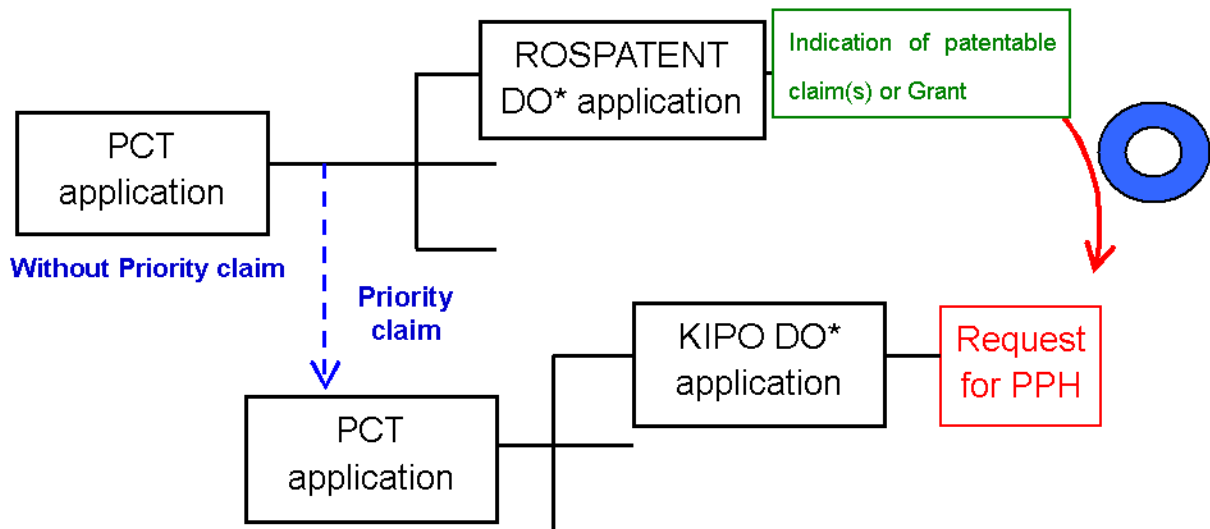 ROSPATENT
DO* application
Indication of patentable
claim(s) or Grant
PCT
application
Without Priority claim
Priority
claim
KIPO DO*
application
Request
for PPH
PCT
application